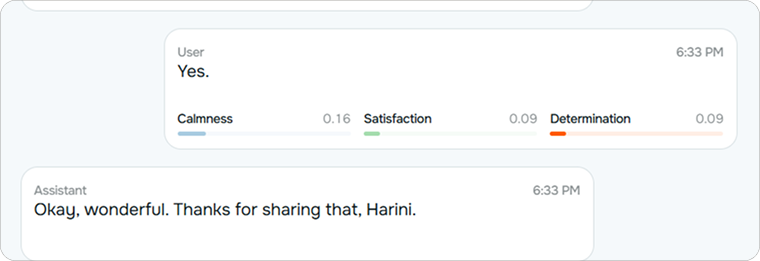 User 6:33 PM
Yes.
Calmness 0.16 Satisfaction 0.09 Determination 0.09
Assistant 6:33 PM
Okay, wonderful. Thanks for sharing that, Harini.